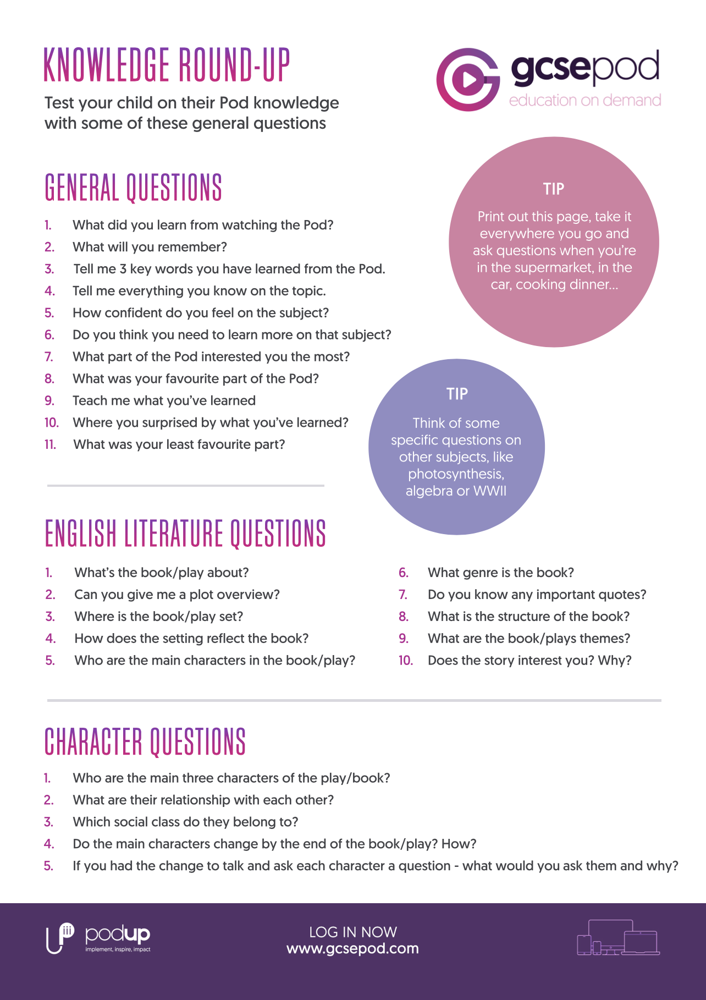 KNOWLEDGE ROUND-UP
Test your child on their Pod knowledge
with some of these general questions
gcsepod
education on demand
TIP
Print out this page, take it
everywhere you go and
ask questions when you're
in the supermarket, in the
car, cooking dinner...
GENERAL QUESTIONS
1. What did you learn from watching the Pod?
2. What will you remember?
3. Tell me 3 key words you have learned from the Pod.
4. Tell me everything you know on the topic.
5. How confident do you feel on the subject?
6. Do you think you need to learn more on that subject?
7. What part of the Pod interested you the most?
8. What was your favourite part of the Pod?
9. Teach me what you've learned
10. Where you surprised by what you've learned?
11. What was your least favourite part?
TIP
Think of some
specific questions on
other subjects, like
photosynthesis,
algebra or WWII
ENGLISH LITERATURE QUESTIONS
1. What's the book/play about?
2. Can you give me a plot overview?
3. Where is the book/play set?
4. How does the setting reflect the book?
5. Who are the main characters in the book/play?
6. What genre is the book?
7. Do you know any important quotes?
8. What is the structure of the book?
9. What are the book/plays themes?
10. Does the story interest you? Why?
CHARACTER QUESTIONS
1. Who are the main three characters of the play/book?
2. What are their relationship with each other?
3. Which social class do they belong to?
4. Do the main characters change by the end of the book/play? How?
5. If you had the change to talk and ask each character a question - what would you ask them and why?
podup
implement, inspire, impact
LOG IN NOW
www.gcsepod.com